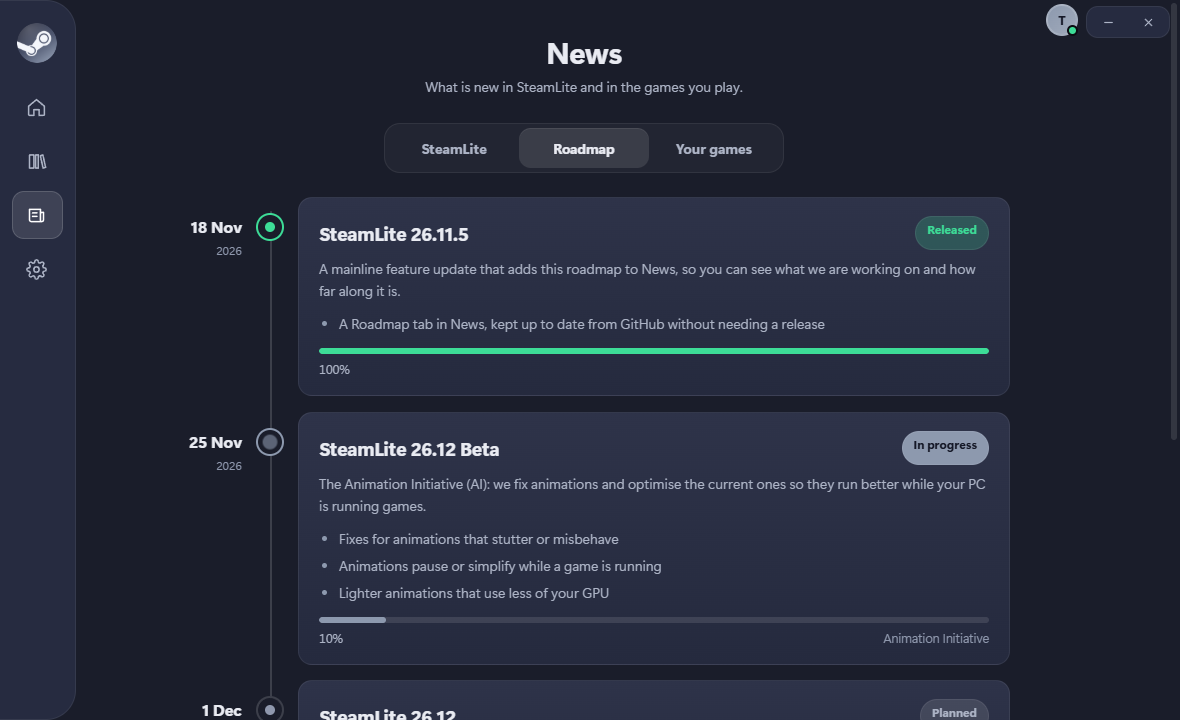 T
News
What is new in SteamLite and in the games you play.
SteamLite
Roadmap
Your games
18 Nov
2026
SteamLite 26.11.5
Released
A mainline feature update that adds this roadmap to News, so you can see what we are working on and how
far along it is.
A Roadmap tab in News, kept up to date from GitHub without needing a release
100%
25 Nov
2026
SteamLite 26.12 Beta
In progress
The Animation Initiative (AI): we fix animations and optimise the current ones so they run better while your PC
is running games.
Fixes for animations that stutter or misbehave
Animations pause or simplify while a game is running
Lighter animations that use less of your GPU
10%
Animation Initiative
1 Dec
SteamLite 26.12
Planned